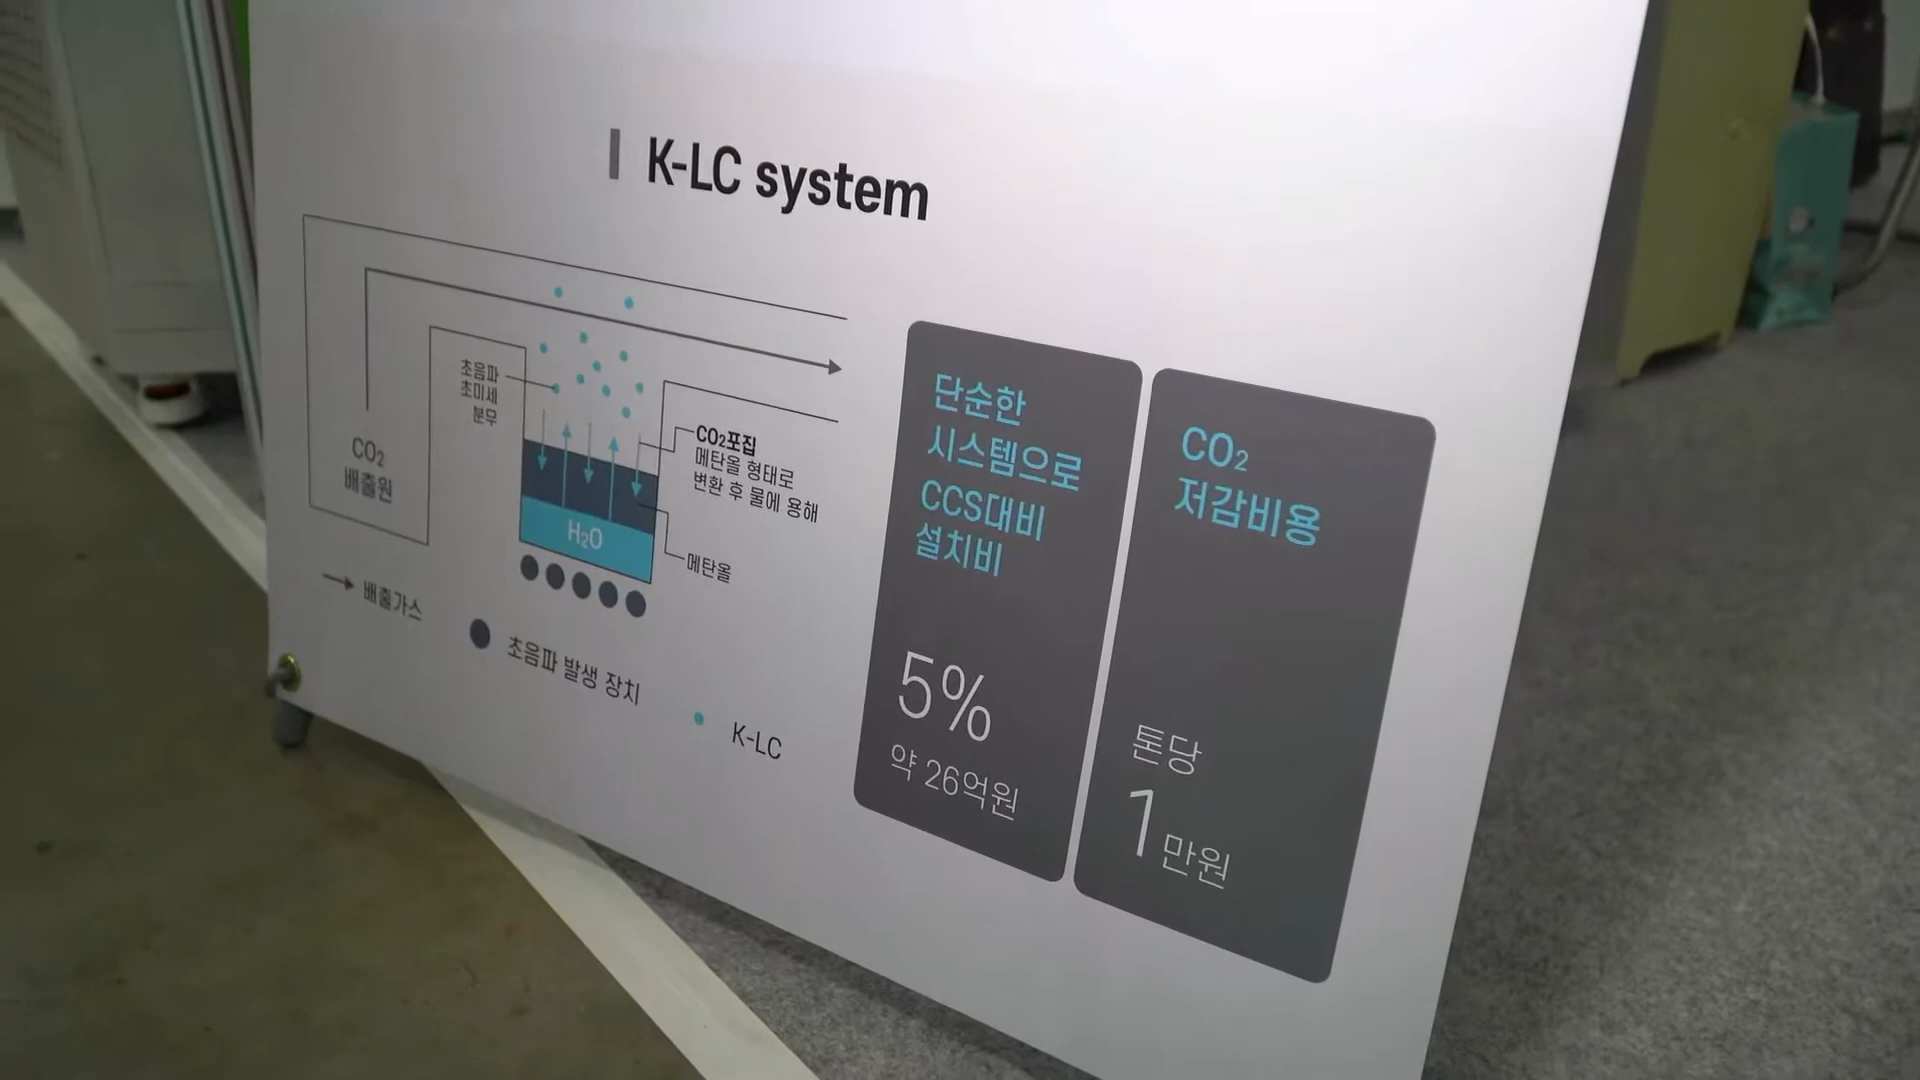 K-LC system
초음파
초미세
분무
CO₂
배출원
CO₂포집
메탄올 형태로
변환 후 물에 용해
H₂O
메탄올
배출가스
초음파 발생 장치
K-LC
단순한
시스템으로
CCS대비
설치비
5%
약 26억원
CO₂
저감비용
톤당
1만원